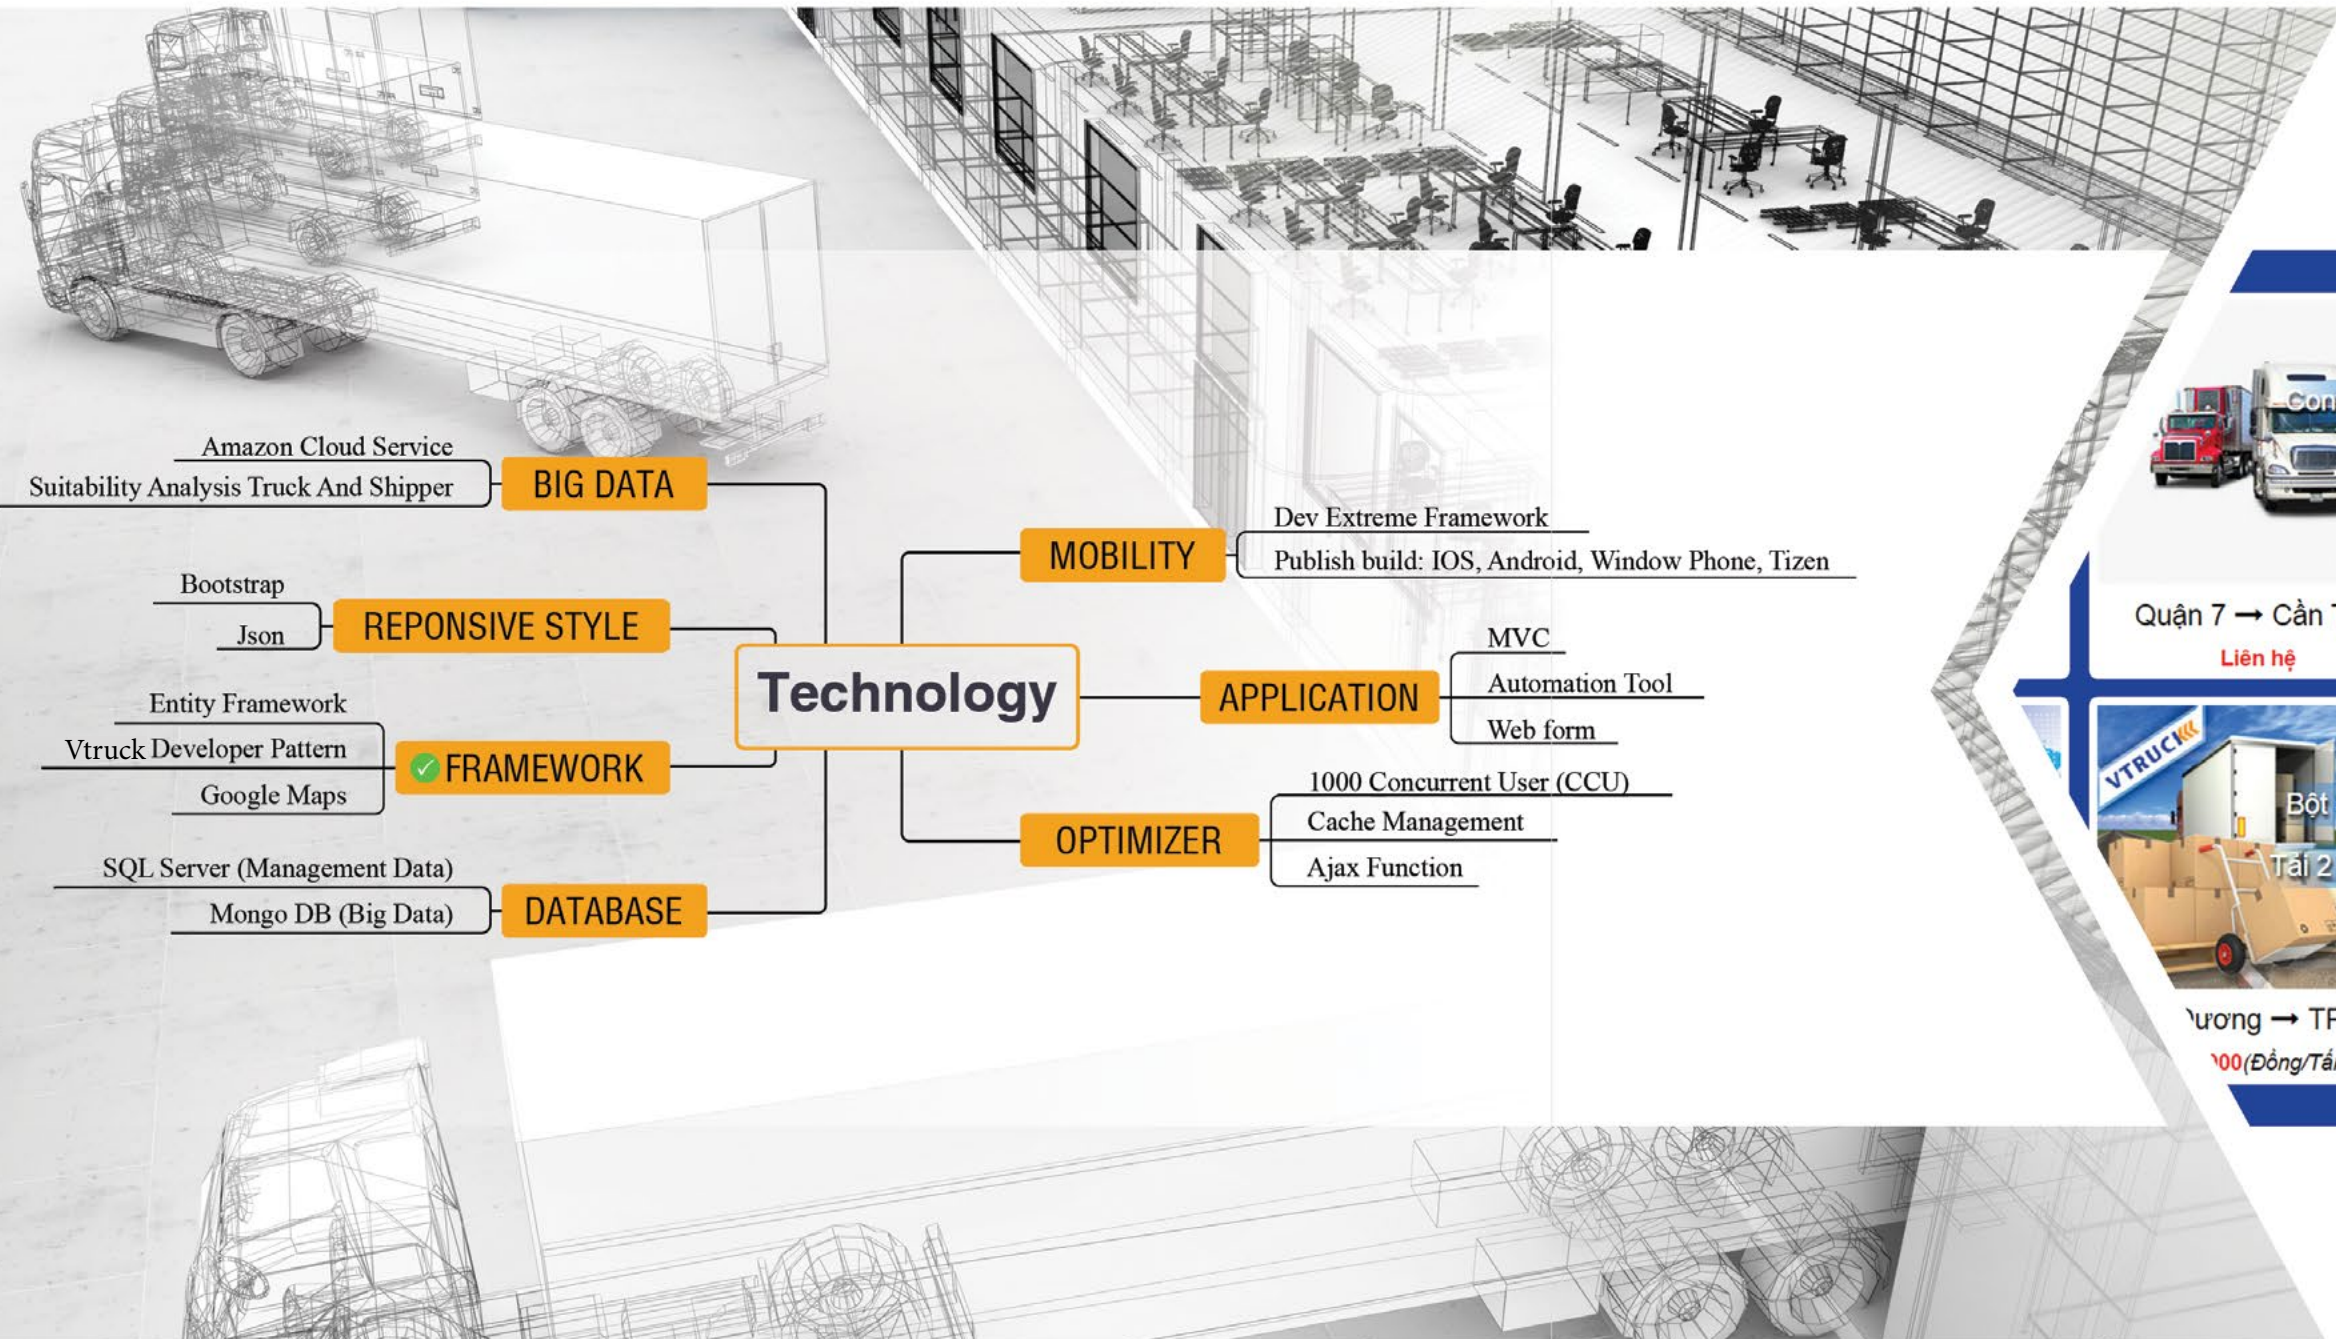 Amazon Cloud Service
Suitability Analysis Truck And Shipper
BIG DATA
Bootstrap
Json
REPONSIVE STYLE
Entity Framework
Vtruck Developer Pattern
Google Maps
FRAMEWORK
SQL Server (Management Data)
Mongo DB (Big Data)
DATABASE
Technology
MOBILITY
Dev Extreme Framework
Publish build: IOS, Android, Window Phone, Tizen
APPLICATION
MVC
Automation Tool
Web form
OPTIMIZER
1000 Concurrent User (CCU)
Cache Management
Ajax Function
Quận 7 → Cần
Liên hệ
VTRUCK
Bột
Tải 2
(Đồng/Tấ